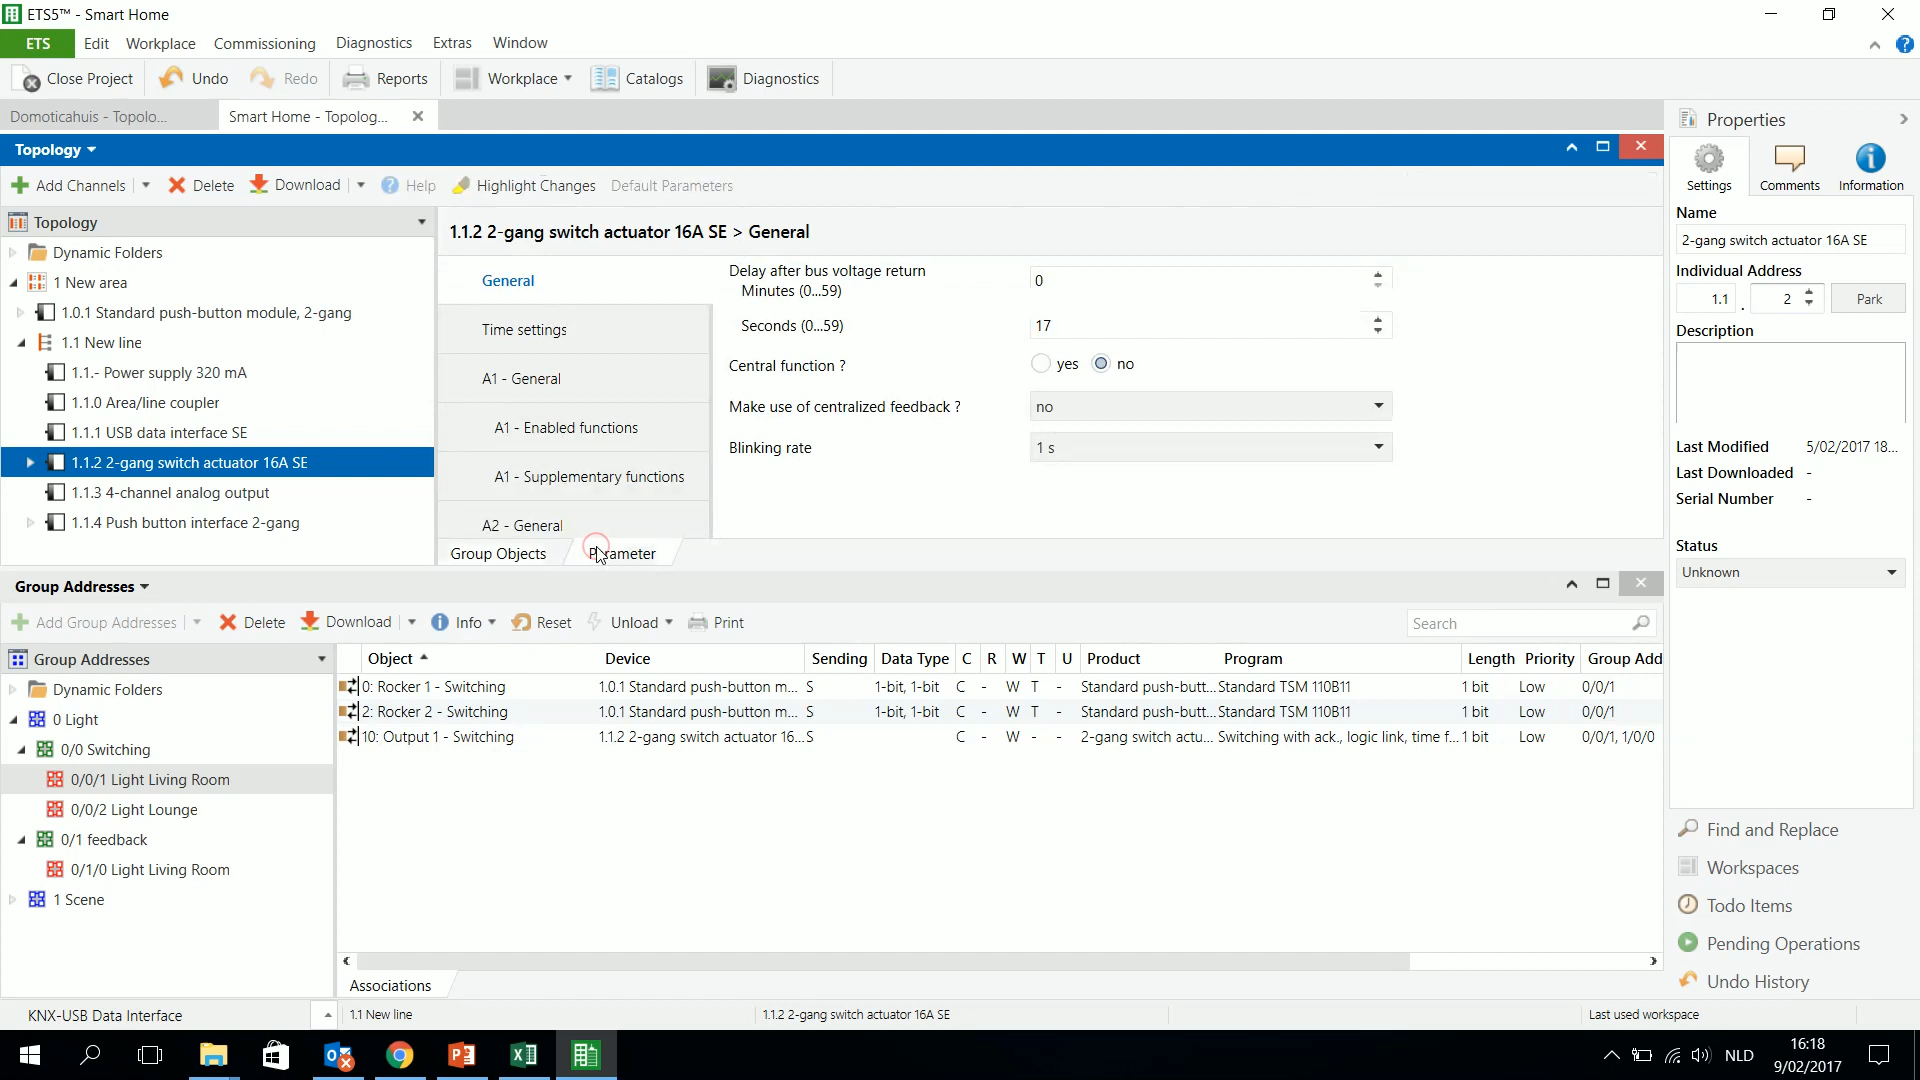 ETS5™ - Smart Home
ETS Edit Workplace Commissioning Diagnostics Extras Window
Close Project Undo Redo Reports Workplace Catalogs Diagnostics
Domoticahuis - Topolo... Smart Home - Topolog...
Topology
Add Channels Delete Download Help Highlight Changes Default Parameters
Topology
Dynamic Folders
1 New area
1.0.1 Standard push-button module, 2-gang
1.1 New line
1.1.- Power supply 320 mA
1.1.0 Area/line coupler
1.1.1 USB data interface SE
1.1.2 2-gang switch actuator 16A SE
1.1.3 4-channel analog output
1.1.4 Push button interface 2-gang
1.1.2 2-gang switch actuator 16A SE > General
General
Time settings
A1 - General
A1 - Enabled functions
A1 - Supplementary functions
A2 - General
Delay after bus voltage return
Minutes (0...59) 0
Seconds (0...59) 17
Central function ? yes no
Make use of centralized feedback ? no
Blinking rate 1 s
Group Objects Parameter
Properties
Settings Comments Information
Name
2-gang switch actuator 16A SE
Individual Address
1.1 . 2 Park
Description
Last Modified 5/02/2017 18...
Last Downloaded -
Serial Number -
Status
Unknown
Find and Replace
Workspaces
Todo Items
Pending Operations
Undo History
Group Addresses
Add Group Addresses Delete Download Info Reset Unload Print Search
Group Addresses
Dynamic Folders
0 Light
0/0 Switching
0/0/1 Light Living Room
0/0/2 Light Lounge
0/1 feedback
0/1/0 Light Living Room
1 Scene
Object Device Sending Data Type C R W T U Product Program Length Priority Group Add
0: Rocker 1 - Switching 1.0.1 Standard push-button m... S 1-bit, 1-bit C - W T - Standard push-butt... Standard TSM 110B11 1 bit Low 0/0/1
2: Rocker 2 - Switching 1.0.1 Standard push-button m... S 1-bit, 1-bit C - W T - Standard push-butt... Standard TSM 110B11 1 bit Low 0/0/1
10: Output 1 - Switching 1.1.2 2-gang switch actuator 16... S C - W - - 2-gang switch actu... Switching with ack., logic link, time f... 1 bit Low 0/0/1, 1/0/0
Associations
KNX-USB Data Interface 1.1 New line 1.1.2 2-gang switch actuator 16A SE Last used workspace
NLD
16:18
9/02/2017